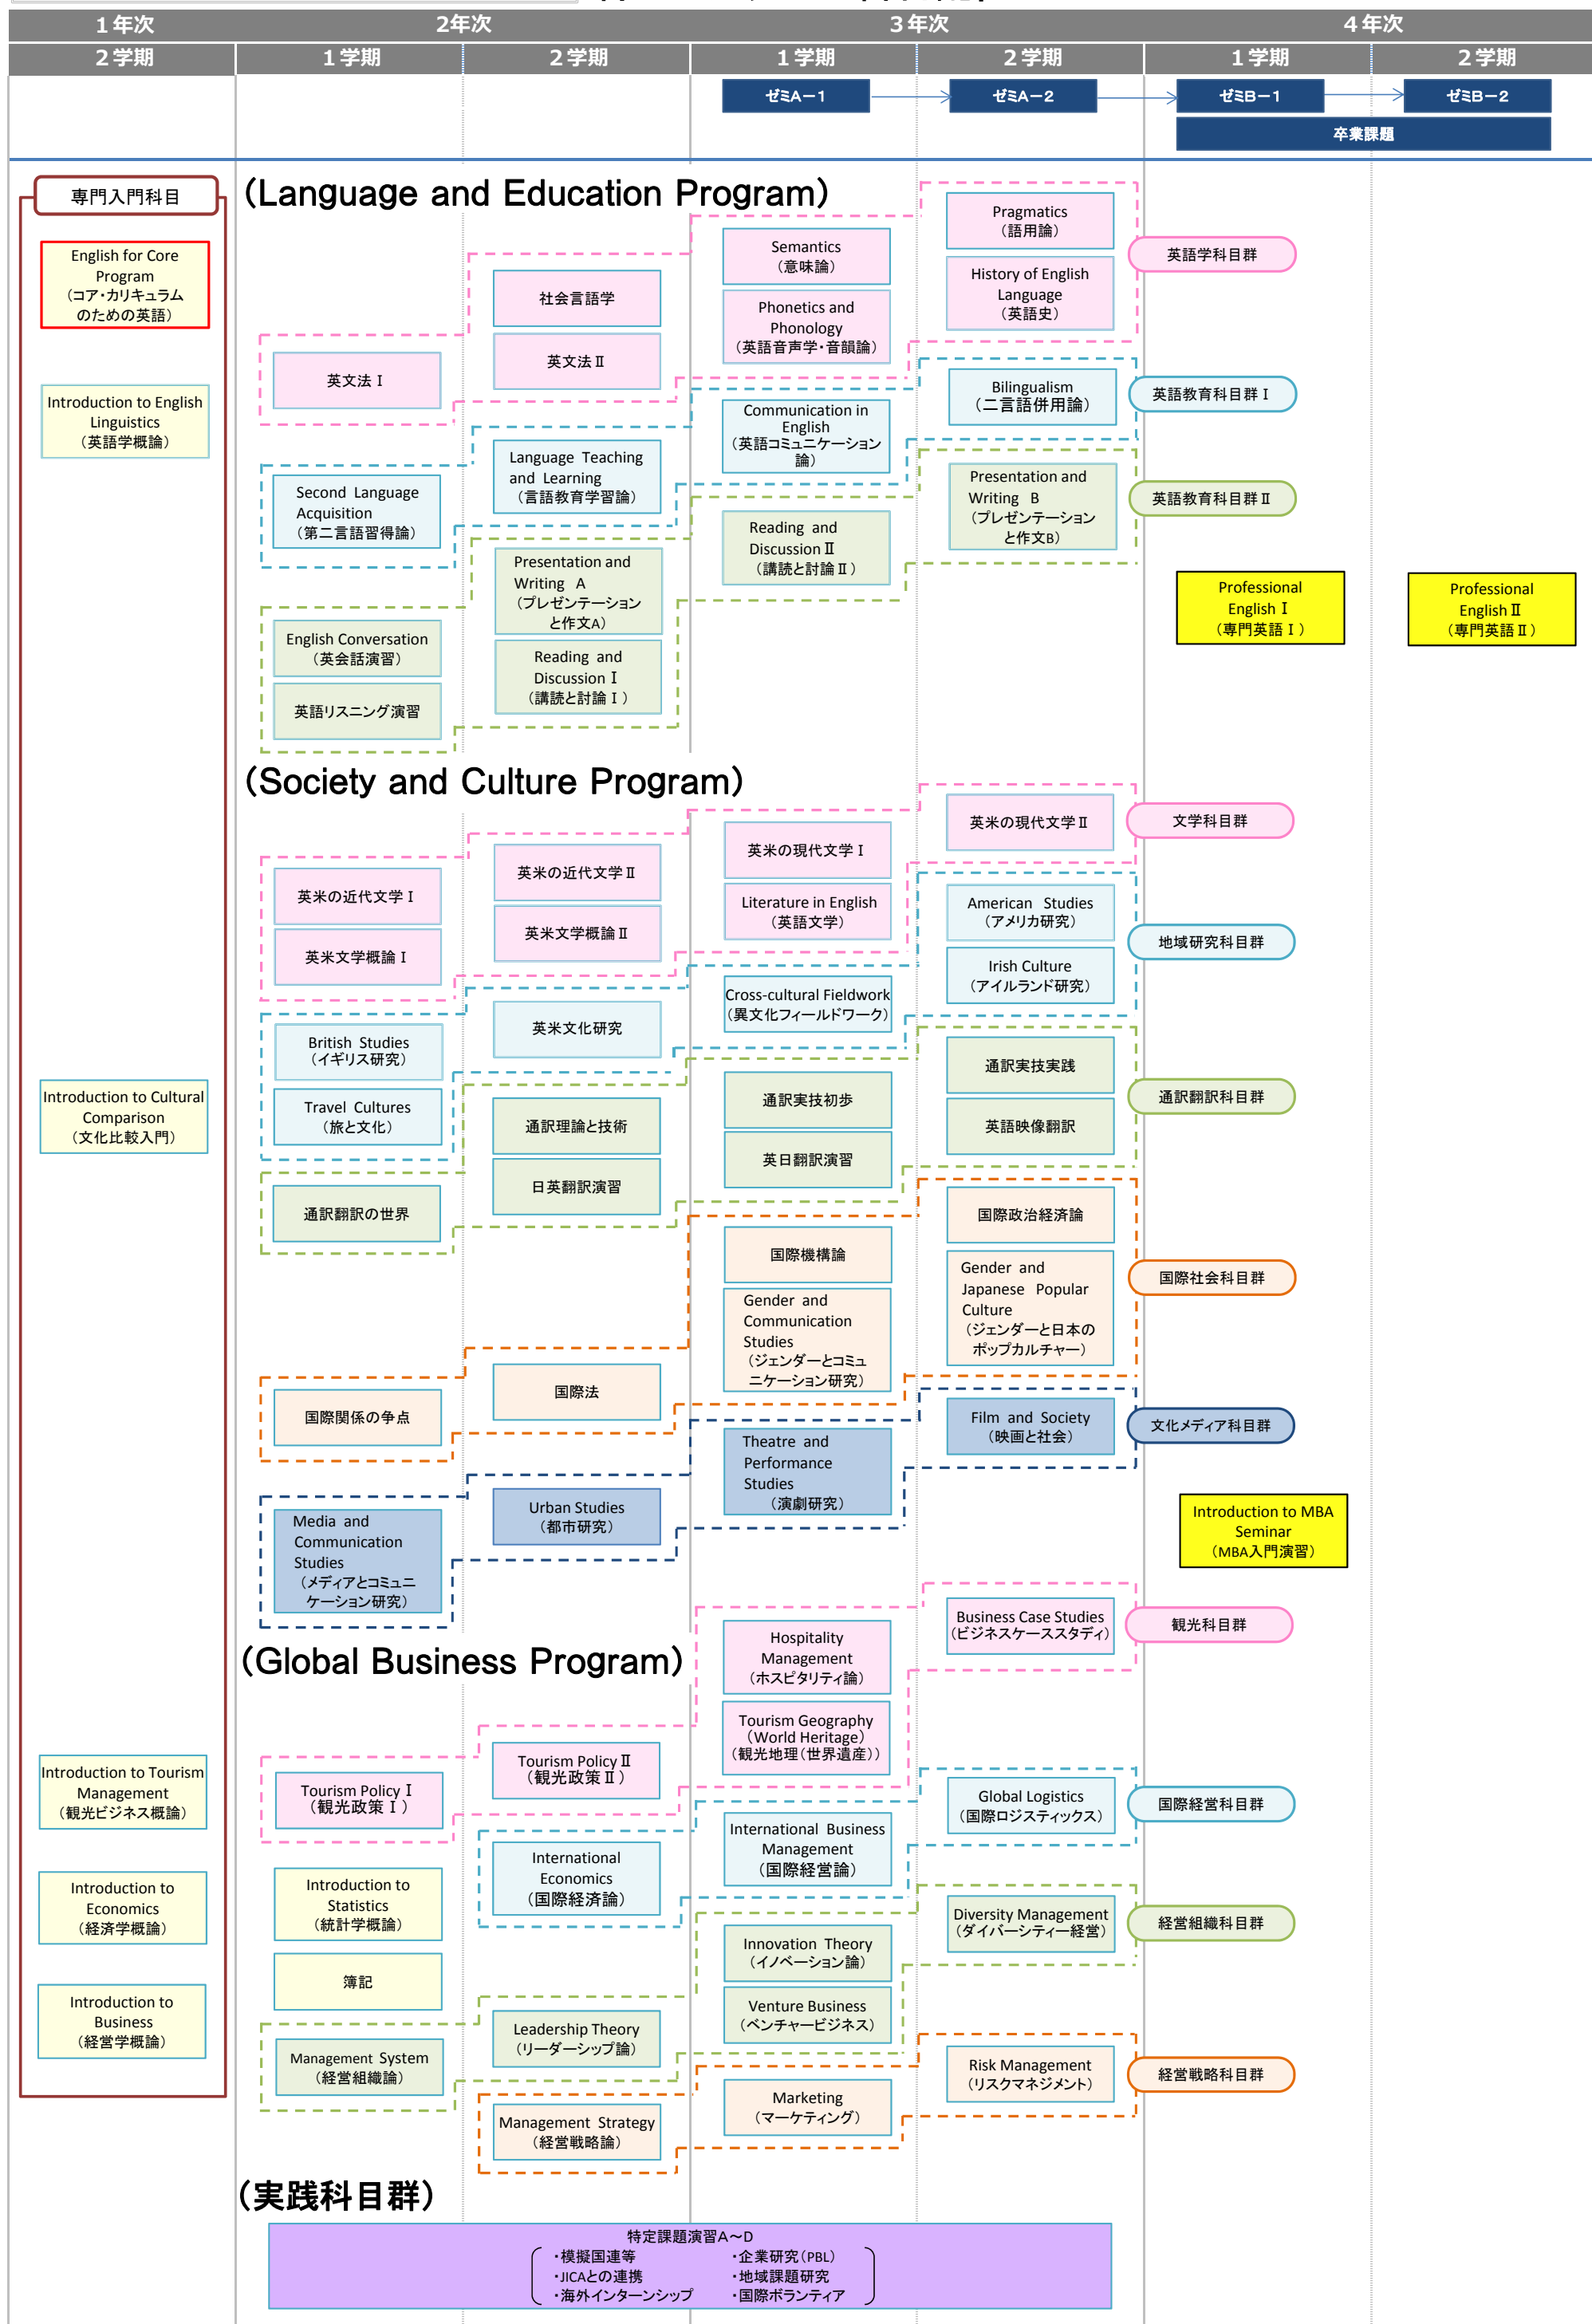 1年次
2年次
3年次
4年次
2学期
1学期
2学期
1学期
2学期
1学期
2学期
ゼミA－1
ゼミA－2
ゼミB－1
ゼミB－2
卒業課題
専門入門科目
English for Core
Program
（コア・カリキュラム
のための英語）
Introduction to English
Linguistics
（英語学概論）
Introduction to Cultural
Comparison
（文化比較入門）
Introduction to Tourism
Management
（観光ビジネス概論）
Introduction to
Economics
（経済学概論）
Introduction to
Business
（経営学概論）
（Language and Education Program）
英文法Ⅰ
社会言語学
英文法Ⅱ
Semantics
（意味論）
Phonetics and
Phonology
（英語音声学・音韻論）
Pragmatics
（語用論）
History of English
Language
（英語史）
英語学科目群
Second Language
Acquisition
（第二言語習得論）
Language Teaching
and Learning
（言語教育学習論）
Communication in
English
（英語コミュニケーション
論）
Bilingualism
（二言語併用論）
英語教育科目群Ⅰ
English Conversation
（英会話演習）
英語リスニング演習
Presentation and
Writing A
（プレゼンテーション
と作文A）
Reading and
Discussion Ⅰ
（講読と討論Ⅰ）
Reading and
Discussion Ⅱ
（講読と討論Ⅱ）
Presentation and
Writing B
（プレゼンテーション
と作文B）
英語教育科目群Ⅱ
Professional
English Ⅰ
（専門英語Ⅰ）
Professional
English Ⅱ
（専門英語Ⅱ）
（Society and Culture Program）
英米の近代文学Ⅰ
英米文学概論Ⅰ
英米の近代文学Ⅱ
英米文学概論Ⅱ
英米の現代文学Ⅰ
Literature in English
（英語文学）
英米の現代文学Ⅱ
文学科目群
British Studies
（イギリス研究）
Travel Cultures
（旅と文化）
英米文化研究
Cross-cultural Fieldwork
（異文化フィールドワーク）
American Studies
（アメリカ研究）
Irish Culture
（アイルランド研究）
地域研究科目群
通訳翻訳の世界
通訳理論と技術
日英翻訳演習
通訳実技初歩
英日翻訳演習
通訳実技実践
英語映像翻訳
通訳翻訳科目群
国際関係の争点
国際法
国際機構論
Gender and
Communication
Studies
（ジェンダーとコミュ
ニケーション研究）
国際政治経済論
Gender and
Japanese Popular
Culture
（ジェンダーと日本の
ポップカルチャー）
国際社会科目群
Media and
Communication
Studies
（メディアとコミュニ
ケーション研究）
Urban Studies
（都市研究）
Theatre and
Performance
Studies
（演劇研究）
Film and Society
（映画と社会）
文化メディア科目群
Introduction to MBA
Seminar
（MBA入門演習）
（Global Business Program）
Tourism Policy Ⅰ
（観光政策Ⅰ）
Tourism Policy Ⅱ
（観光政策Ⅱ）
Hospitality
Management
（ホスピタリティ論）
Tourism Geography
（World Heritage）
（観光地理（世界遺産））
Business Case Studies
（ビジネスケーススタディ）
観光科目群
Introduction to
Statistics
（統計学概論）
簿記
International
Economics
（国際経済論）
International Business
Management
（国際経営論）
Global Logistics
（国際ロジスティックス）
国際経営科目群
Management System
（経営組織論）
Leadership Theory
（リーダーシップ論）
Innovation Theory
（イノベーション論）
Venture Business
（ベンチャービジネス）
Diversity Management
（ダイバーシティー経営）
経営組織科目群
Management Strategy
（経営戦略論）
Marketing
（マーケティング）
Risk Management
（リスクマネジメント）
経営戦略科目群
（実践科目群）
特定課題演習A～D
・模擬国連等
・企業研究（PBL）
・JICAとの連携
・地域課題研究
・海外インターンシップ
・国際ボランティア